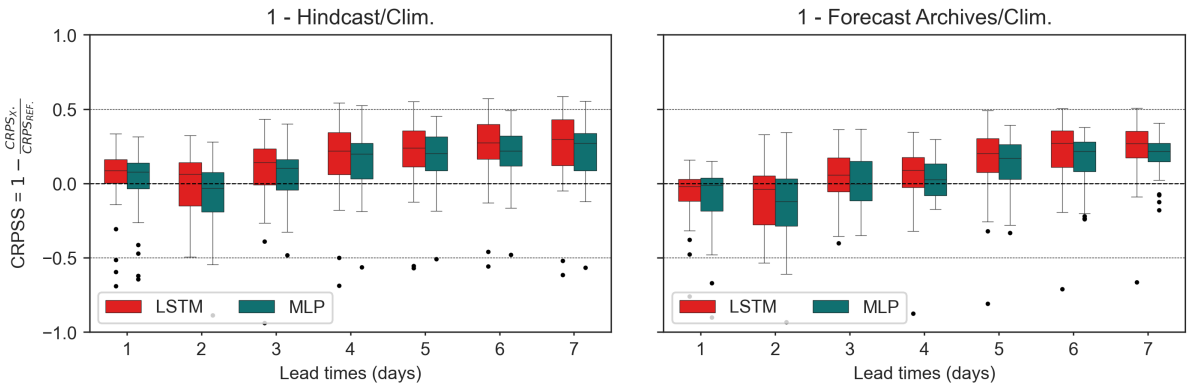 1 - Hindcast/Clim.
1 - Forecast Archives/Clim.
CRPSS = 1 − CRPS_X. / CRPS_REF.
1.0
0.5
0.0
−0.5
−1.0
LSTM MLP
LSTM MLP
1 2 3 4 5 6 7
1 2 3 4 5 6 7
Lead times (days)
Lead times (days)